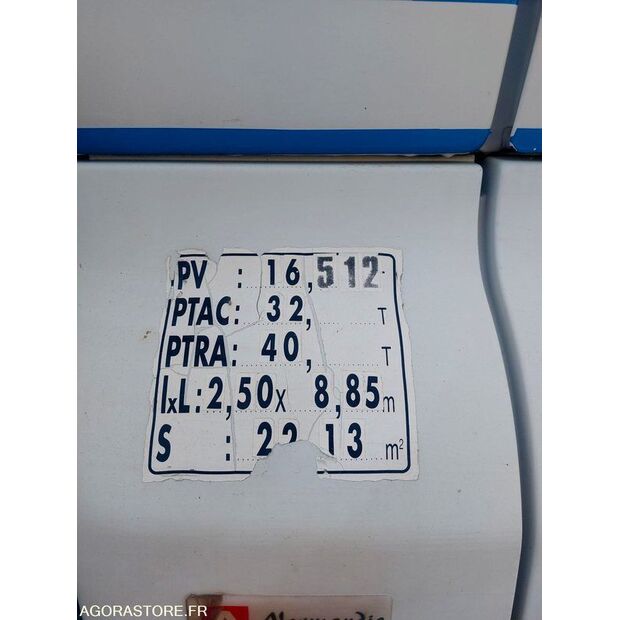 PV : 16,512
PTAC: 32, T
PTRA: 40, T
lxL: 2,50x 8,85m
S : 22 13 m²
AGORASTORE.FR